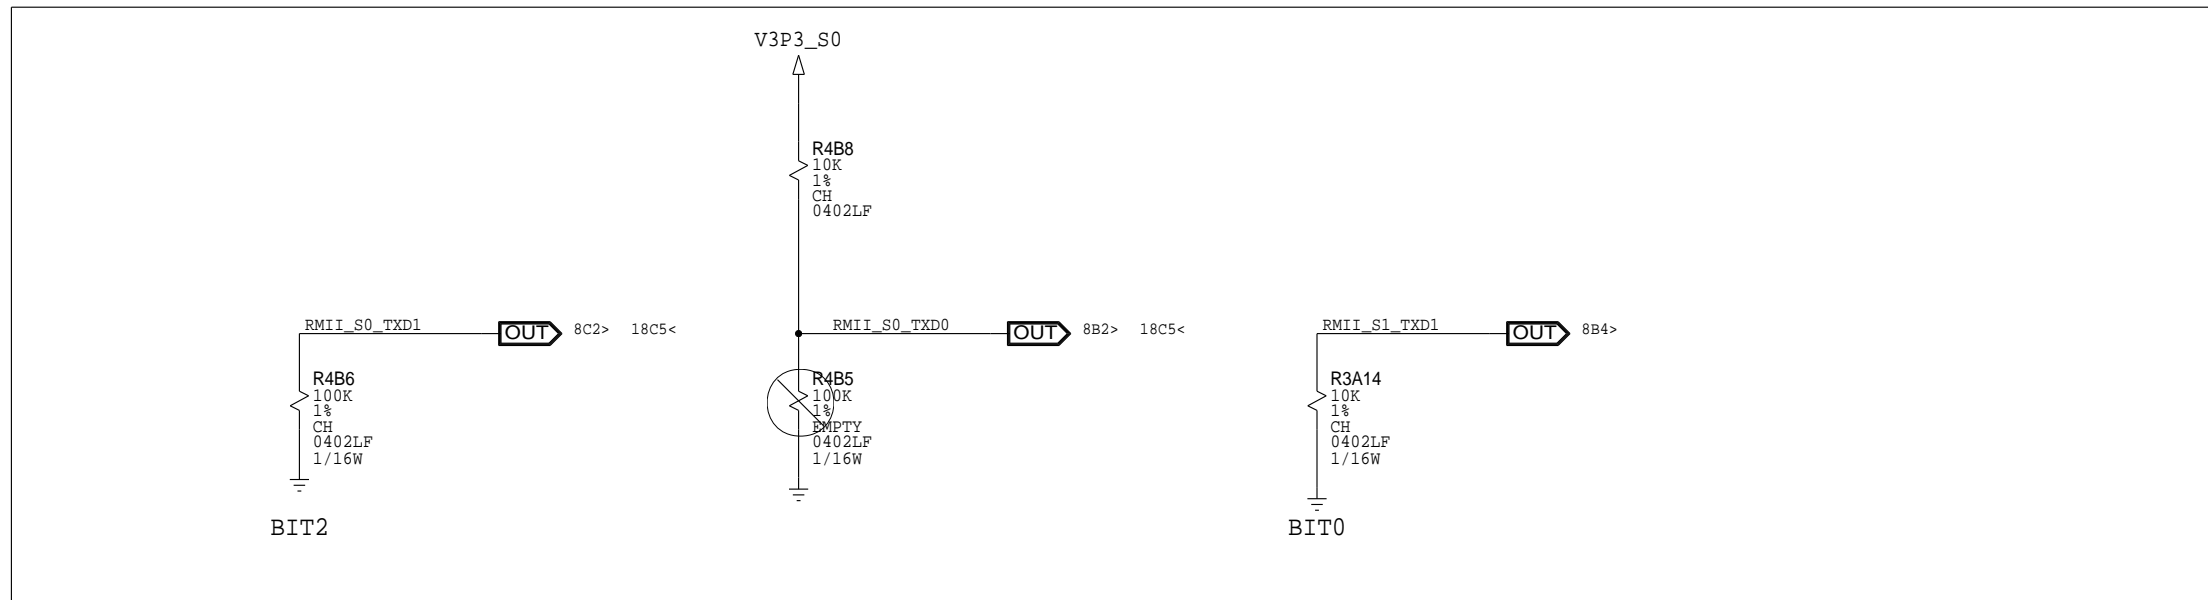 V3P3_S0
R4B8
10K
1%
CH
0402LF
RMII_S0_TXD1
OUT
8C2>
18C5<
R4B6
100K
1%
CH
0402LF
1/16W
BIT2
RMII_S0_TXD0
OUT
8B2>
18C5<
R4B5
100K
1%
EMPTY
0402LF
1/16W
RMII_S1_TXD1
OUT
8B4>
R3A14
10K
1%
CH
0402LF
1/16W
BIT0